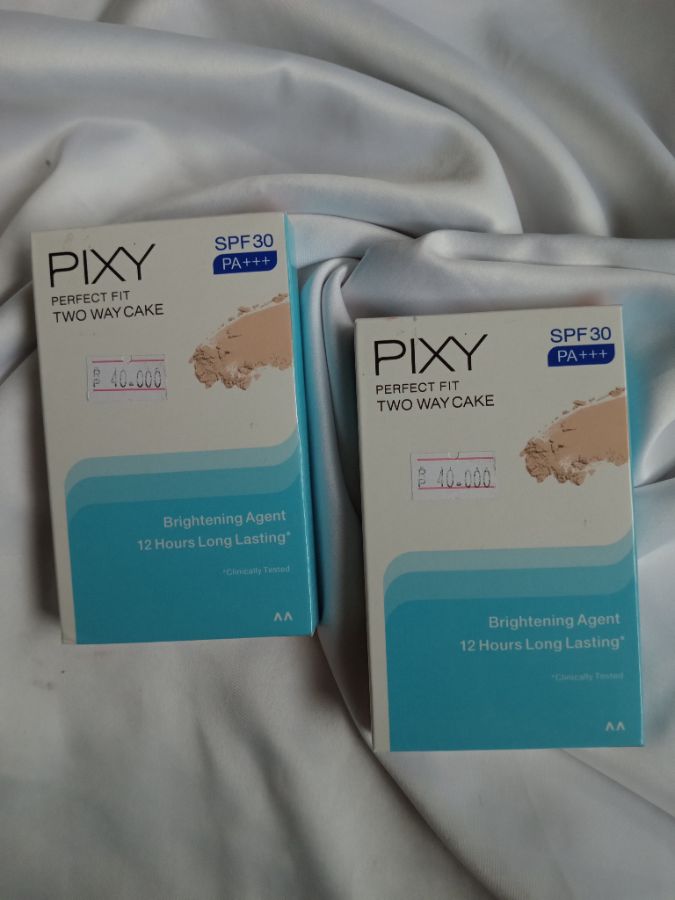 PIXY
PERFECT FIT
TWO WAY CAKE
SPF 30
PA+++
Rp 40.000
Brightening Agent
12 Hours Long Lasting*
*Clinically Tested
^^
PIXY
PERFECT FIT
TWO WAY CAKE
SPF 30
PA+++
Rp 40.000
Brightening Agent
12 Hours Long Lasting*
*Clinically Tested
^^